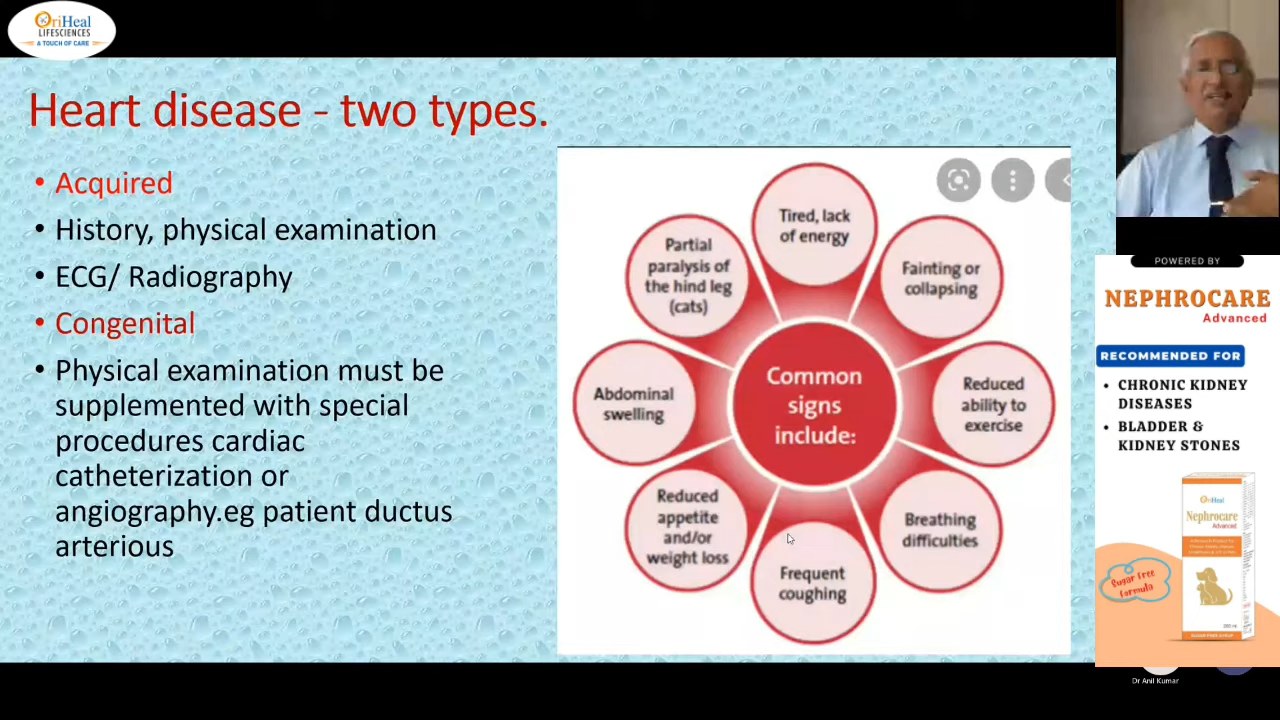 OriHeal
LIFESCIENCES
A TOUCH OF CARE
Heart disease - two types.
• Acquired
• History, physical examination
• ECG/ Radiography
• Congenital
• Physical examination must be
supplemented with special
procedures cardiac
catheterization or
angiography.eg patient ductus
arterious
Tired, lack
of energy
Fainting or
collapsing
Reduced
ability to
exercise
Breathing
difficulties
Frequent
coughing
Reduced
appetite
and/or
weight loss
Abdominal
swelling
Partial
paralysis of
the hind leg
(cats)
Common
signs
include:
POWERED BY
NEPHROCARE
Advanced
RECOMMENDED FOR
• CHRONIC KIDNEY
DISEASES
• BLADDER &
KIDNEY STONES
OriHeal
Nephrocare
Advanced
Sugar Free
Formula
Dr Anil Kumar